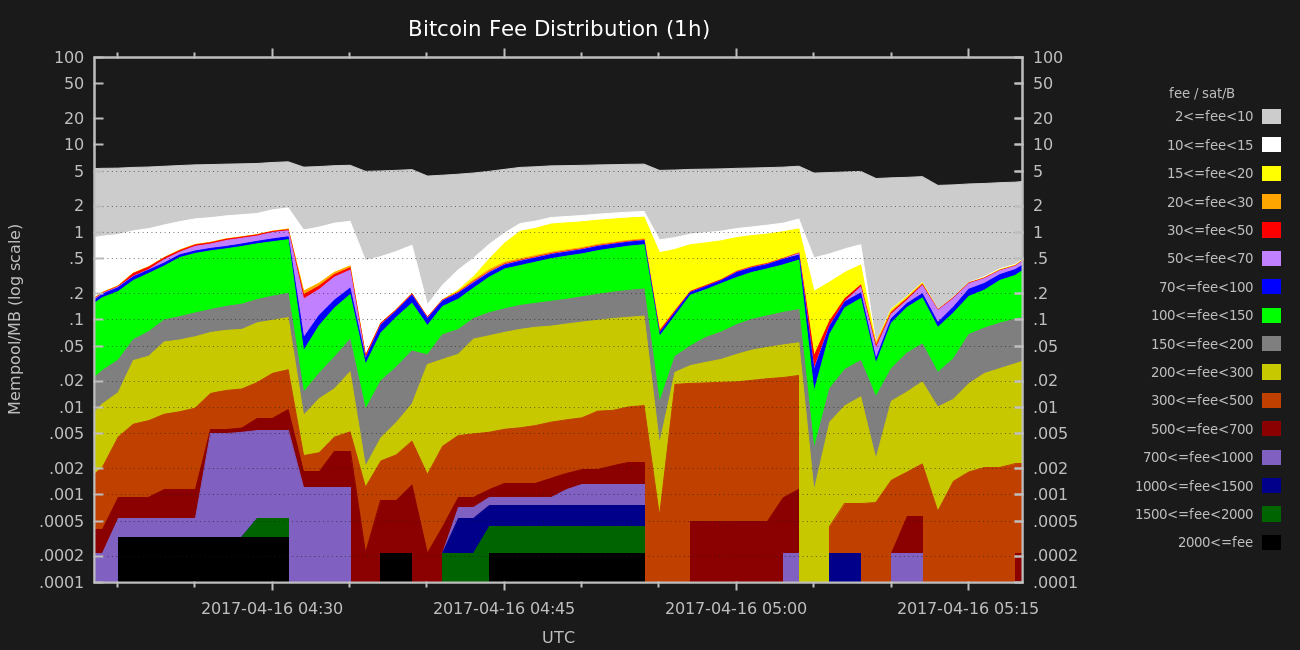 Bitcoin Fee Distribution (1h)
Mempool/MB (log scale)
100 100
50 50
20 20
10 10
5 5
2 2
1 1
.5 .5
.2 .2
.1 .1
.05 .05
.02 .02
.01 .01
.005 .005
.002 .002
.001 .001
.0005 .0005
.0002 .0002
.0001 .0001
2017-04-16 04:30 2017-04-16 04:45 2017-04-16 05:00 2017-04-16 05:15
UTC
fee / sat/B
2<=fee<10
10<=fee<15
15<=fee<20
20<=fee<30
30<=fee<50
50<=fee<70
70<=fee<100
100<=fee<150
150<=fee<200
200<=fee<300
300<=fee<500
500<=fee<700
700<=fee<1000
1000<=fee<1500
1500<=fee<2000
2000<=fee